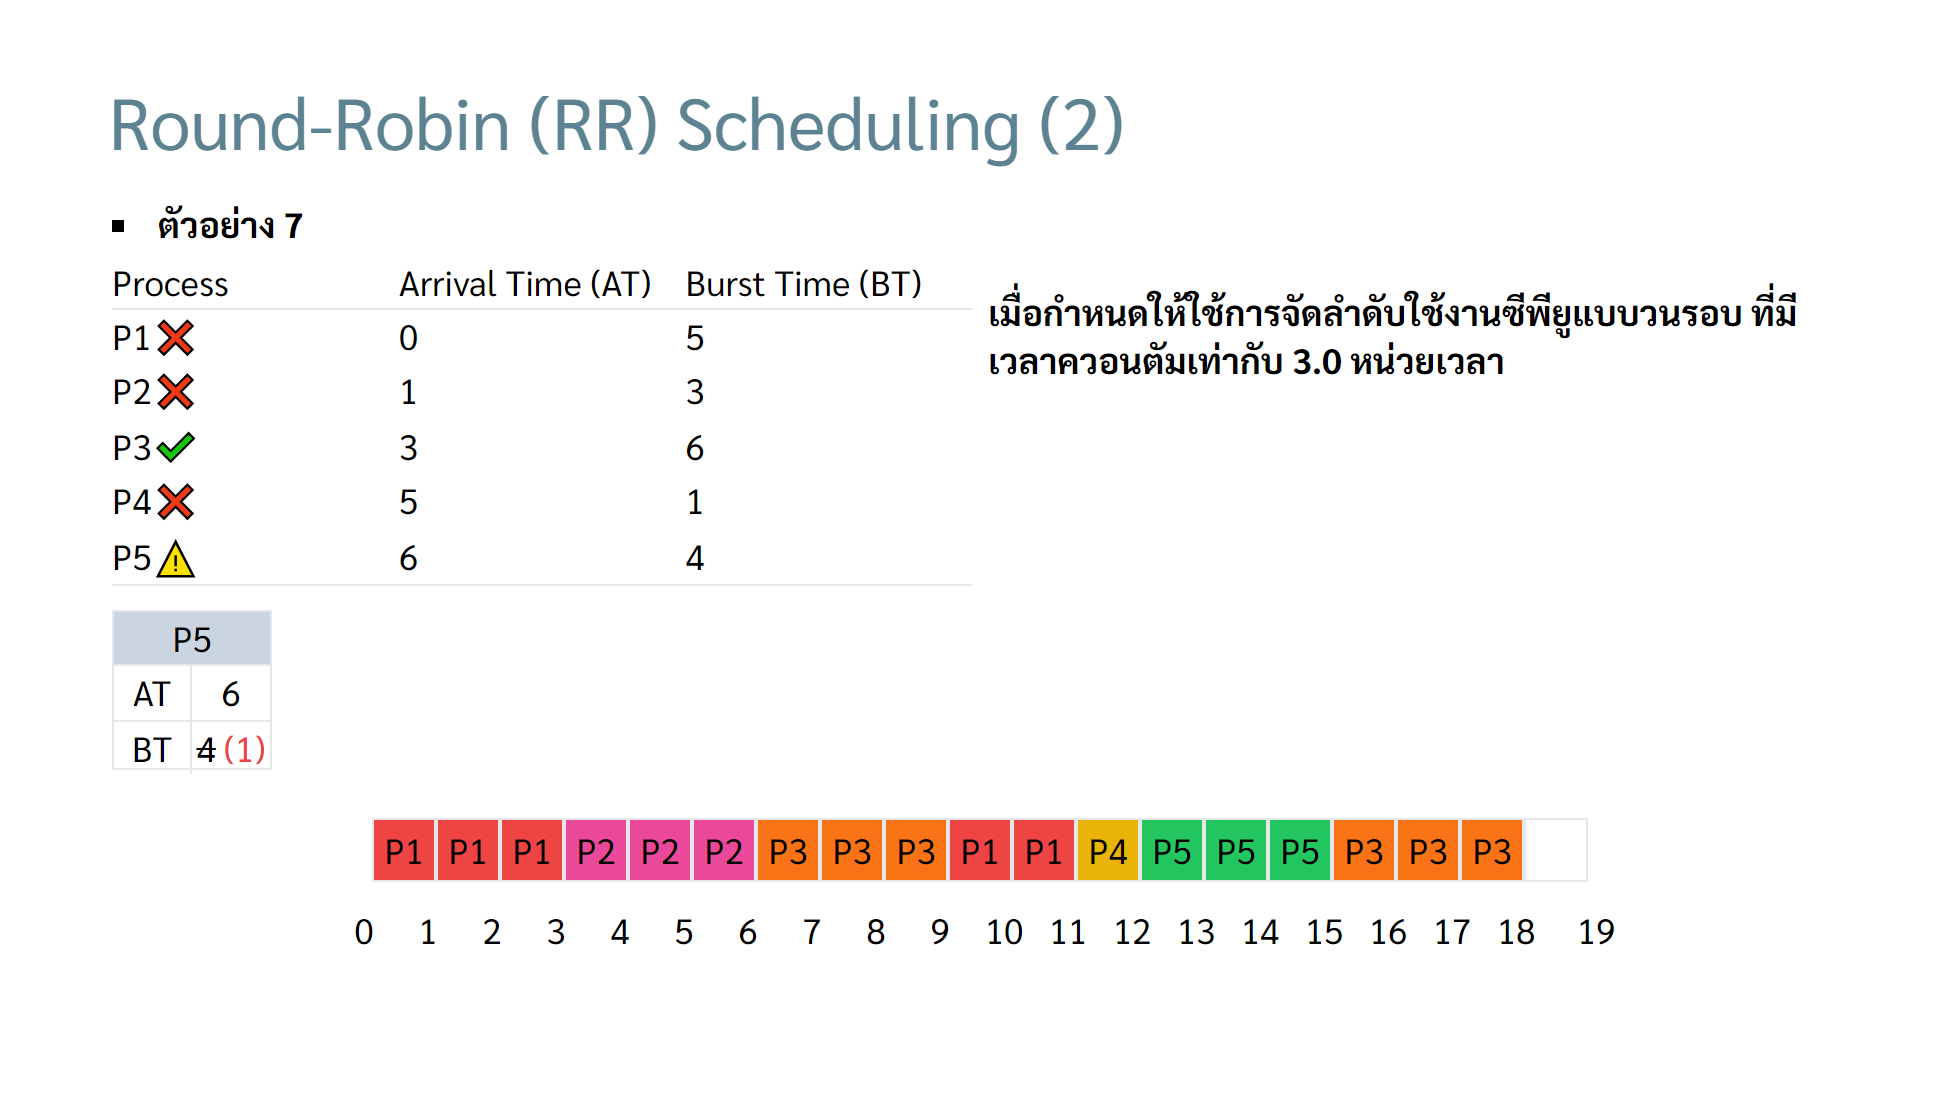 Round-Robin (RR) Scheduling (2)
▪ ตัวอย่าง 7
Process Arrival Time (AT) Burst Time (BT)
P1 0 5
P2 1 3
P3 3 6
P4 5 1
P5 6 4
เมื่อกำหนดให้ใช้การจัดลำดับใช้งานซีพียูแบบวนรอบ ที่มี
เวลาควอนตัมเท่ากับ 3.0 หน่วยเวลา
P5
AT 6
BT 4 (1)
P1 P1 P1 P2 P2 P2 P3 P3 P3 P1 P1 P4 P5 P5 P5 P3 P3 P3
0 1 2 3 4 5 6 7 8 9 10 11 12 13 14 15 16 17 18 19